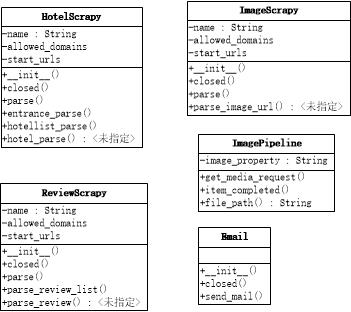 HotelScrapy
-name : String
-allowed_domains
-start_urls
+__init__()
+closed()
+parse()
+entrance_parse()
+hotellist_parse()
+hotel_parse() : <未指定>
ImageScrapy
-name : String
-allowed_domains
-start_urls
+__init__()
+closed()
+parse()
+parse_image_url() : <未指定>
ImagePipeline
-image_property : String
+get_media_request()
+item_completed()
+file_path() : String
ReviewScrapy
-name : String
-allowed_domains
-start_urls
+__init__()
+closed()
+parse()
+parse_review_list()
+parse_review() : <未指定>
Email
+__init__()
+closed()
+send_mail()